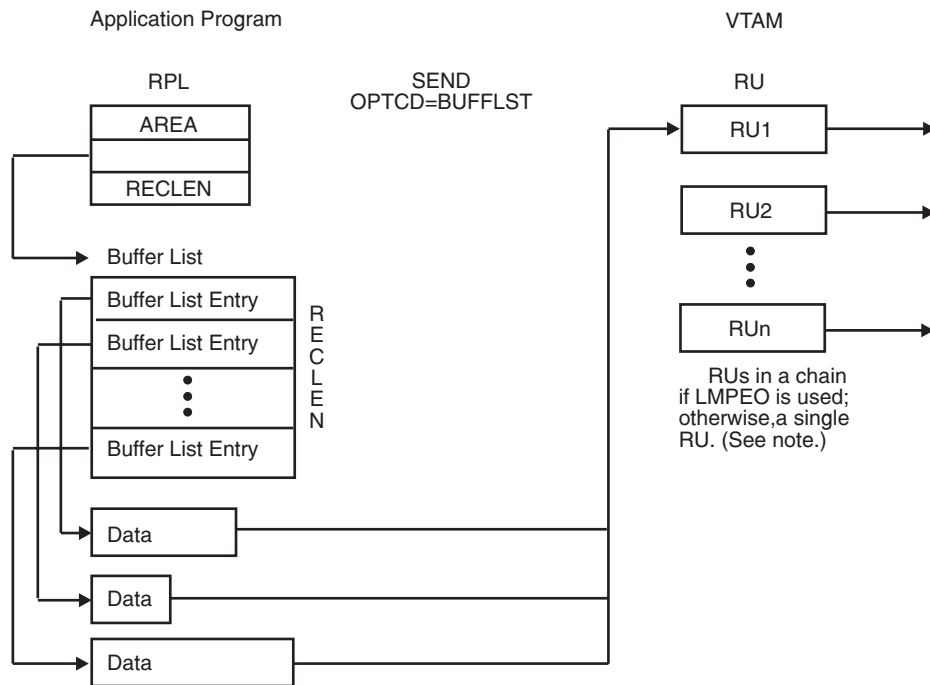 Application Program
VTAM
RPL
SEND
OPTCD=BUFFLST
RU
AREA
RU1
RECLEN
RU2
Buffer List
Buffer List Entry
Buffer List Entry
Buffer List Entry
RECLEN
RUn
RUs in a chain
if LMPEO is used;
otherwise,a single
RU. (See note.)
Data
Data
Data